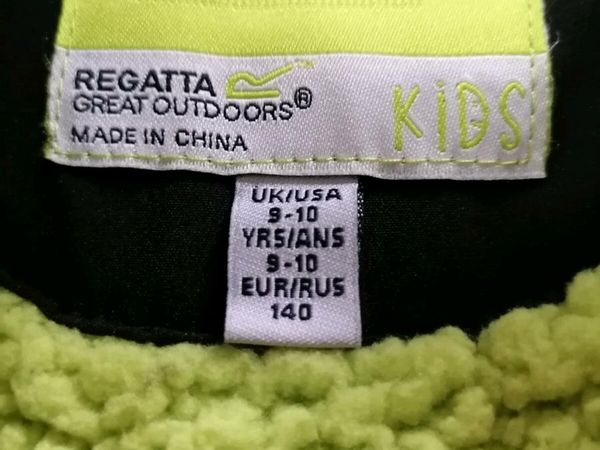 REGATTA
GREAT OUTDOORS®
MADE IN CHINA
KiDS
UK/USA
9-10
YRS/ANS
9-10
EUR/RUS
140